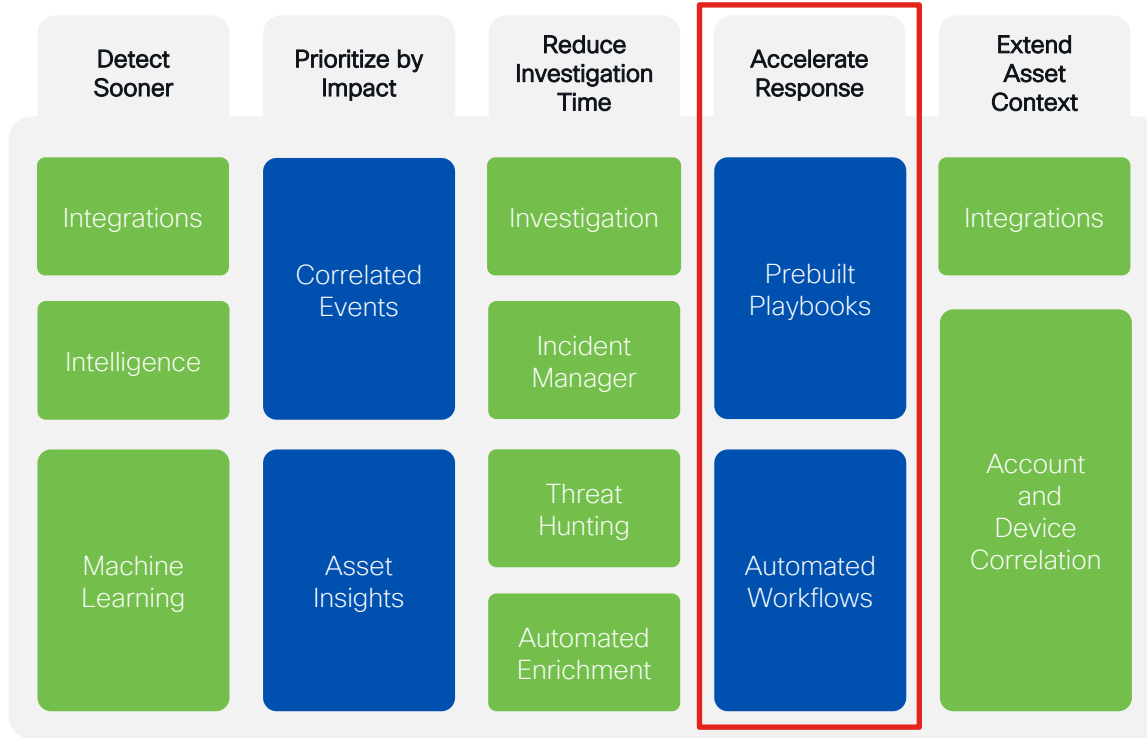 Detect
Sooner
Prioritize by
Impact
Reduce
Investigation
Time
Accelerate
Response
Extend
Asset
Context
Integrations
Intelligence
Machine
Learning
Correlated
Events
Asset
Insights
Investigation
Incident
Manager
Threat
Hunting
Automated
Enrichment
Prebuilt
Playbooks
Automated
Workflows
Integrations
Account
and
Device
Correlation